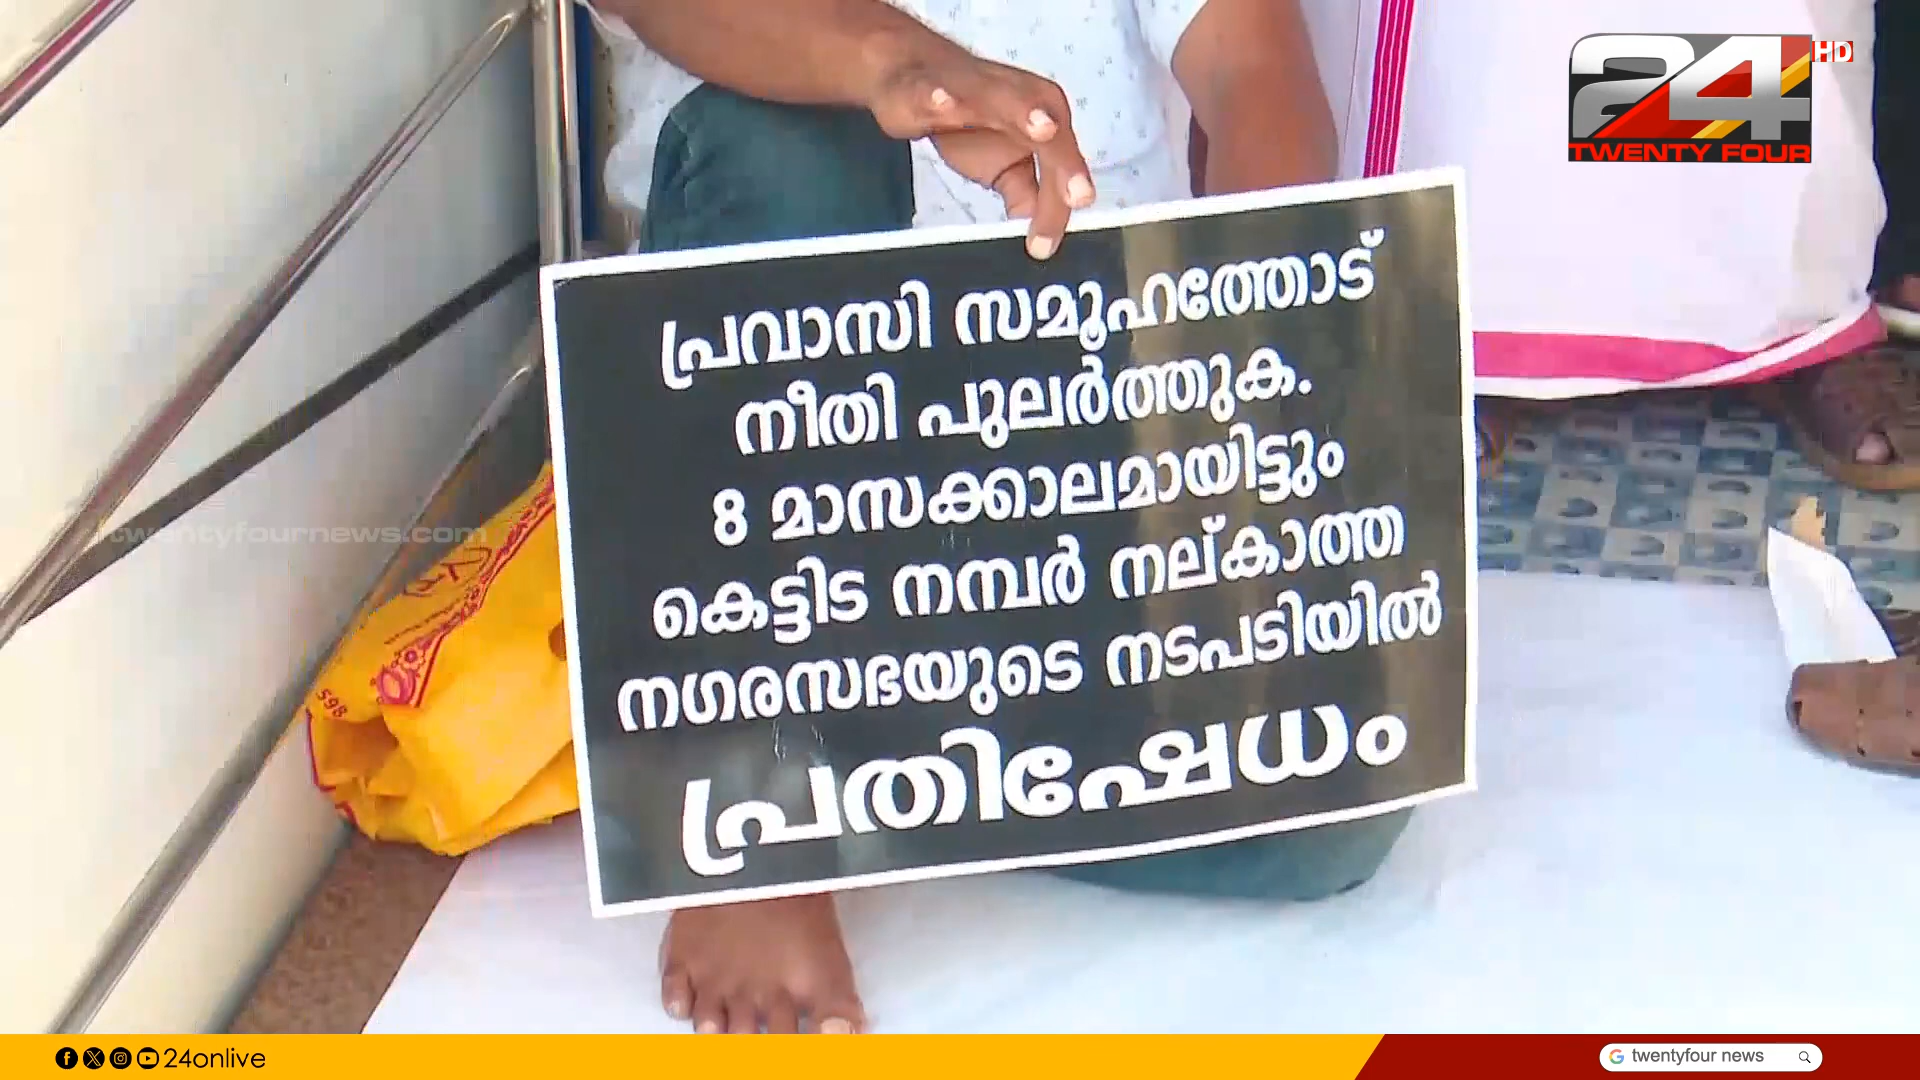 24 HD
TWENTY FOUR
പ്രവാസി സമൂഹത്തോട്
നീതി പുലർത്തുക.
8 മാസക്കാലമായിട്ടും
കെട്ടിട നമ്പർ നല്കാത്ത
നഗരസഭയുടെ നടപടിയിൽ
പ്രതിഷേധം
twentyfournews.com
24onlive
twentyfour news